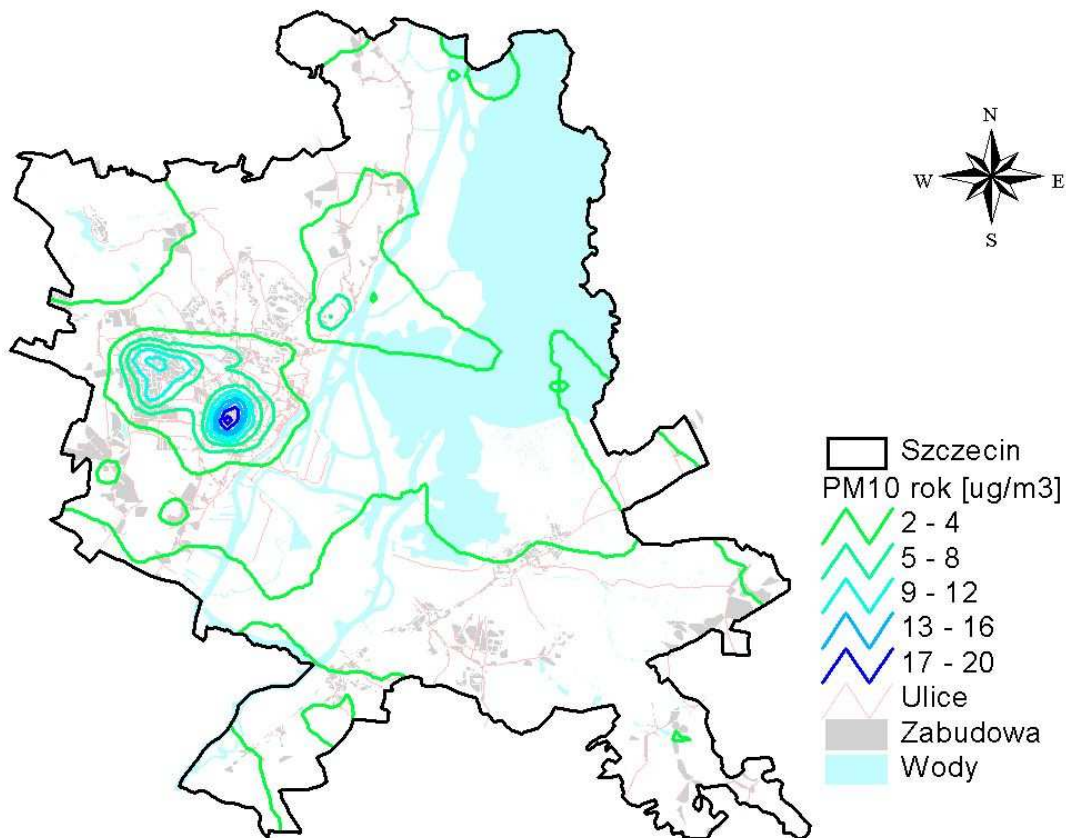 N
W E
S
Szczecin
PM10 rok [ug/m3]
2 - 4
5 - 8
9 - 12
13 - 16
17 - 20
Ulice
Zabudowa
Wody